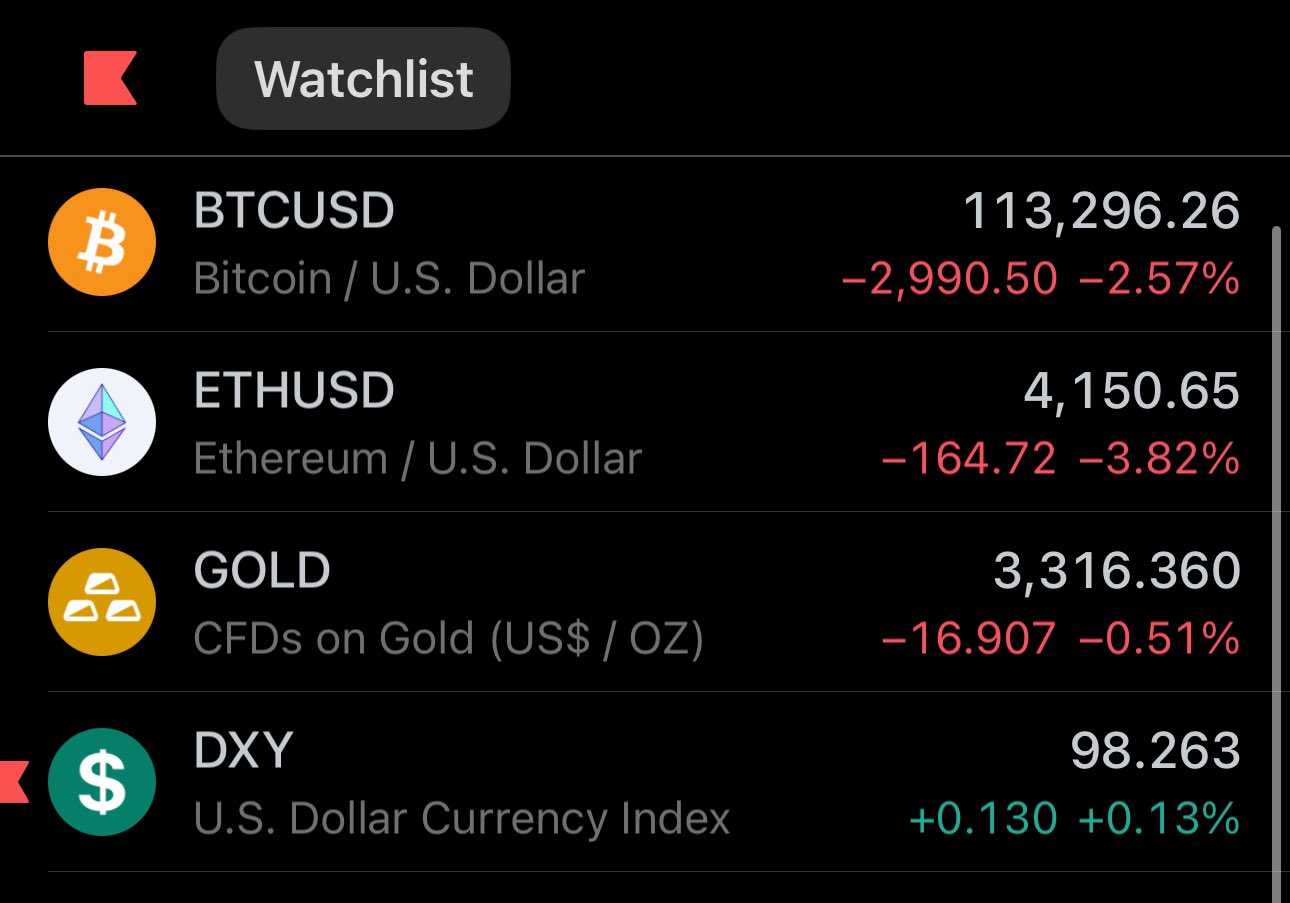 Watchlist
BTCUSD 113,296.26
Bitcoin / U.S. Dollar −2,990.50 −2.57%
ETHUSD 4,150.65
Ethereum / U.S. Dollar −164.72 −3.82%
GOLD 3,316.360
CFDs on Gold (US$ / OZ) −16.907 −0.51%
DXY 98.263
U.S. Dollar Currency Index +0.130 +0.13%